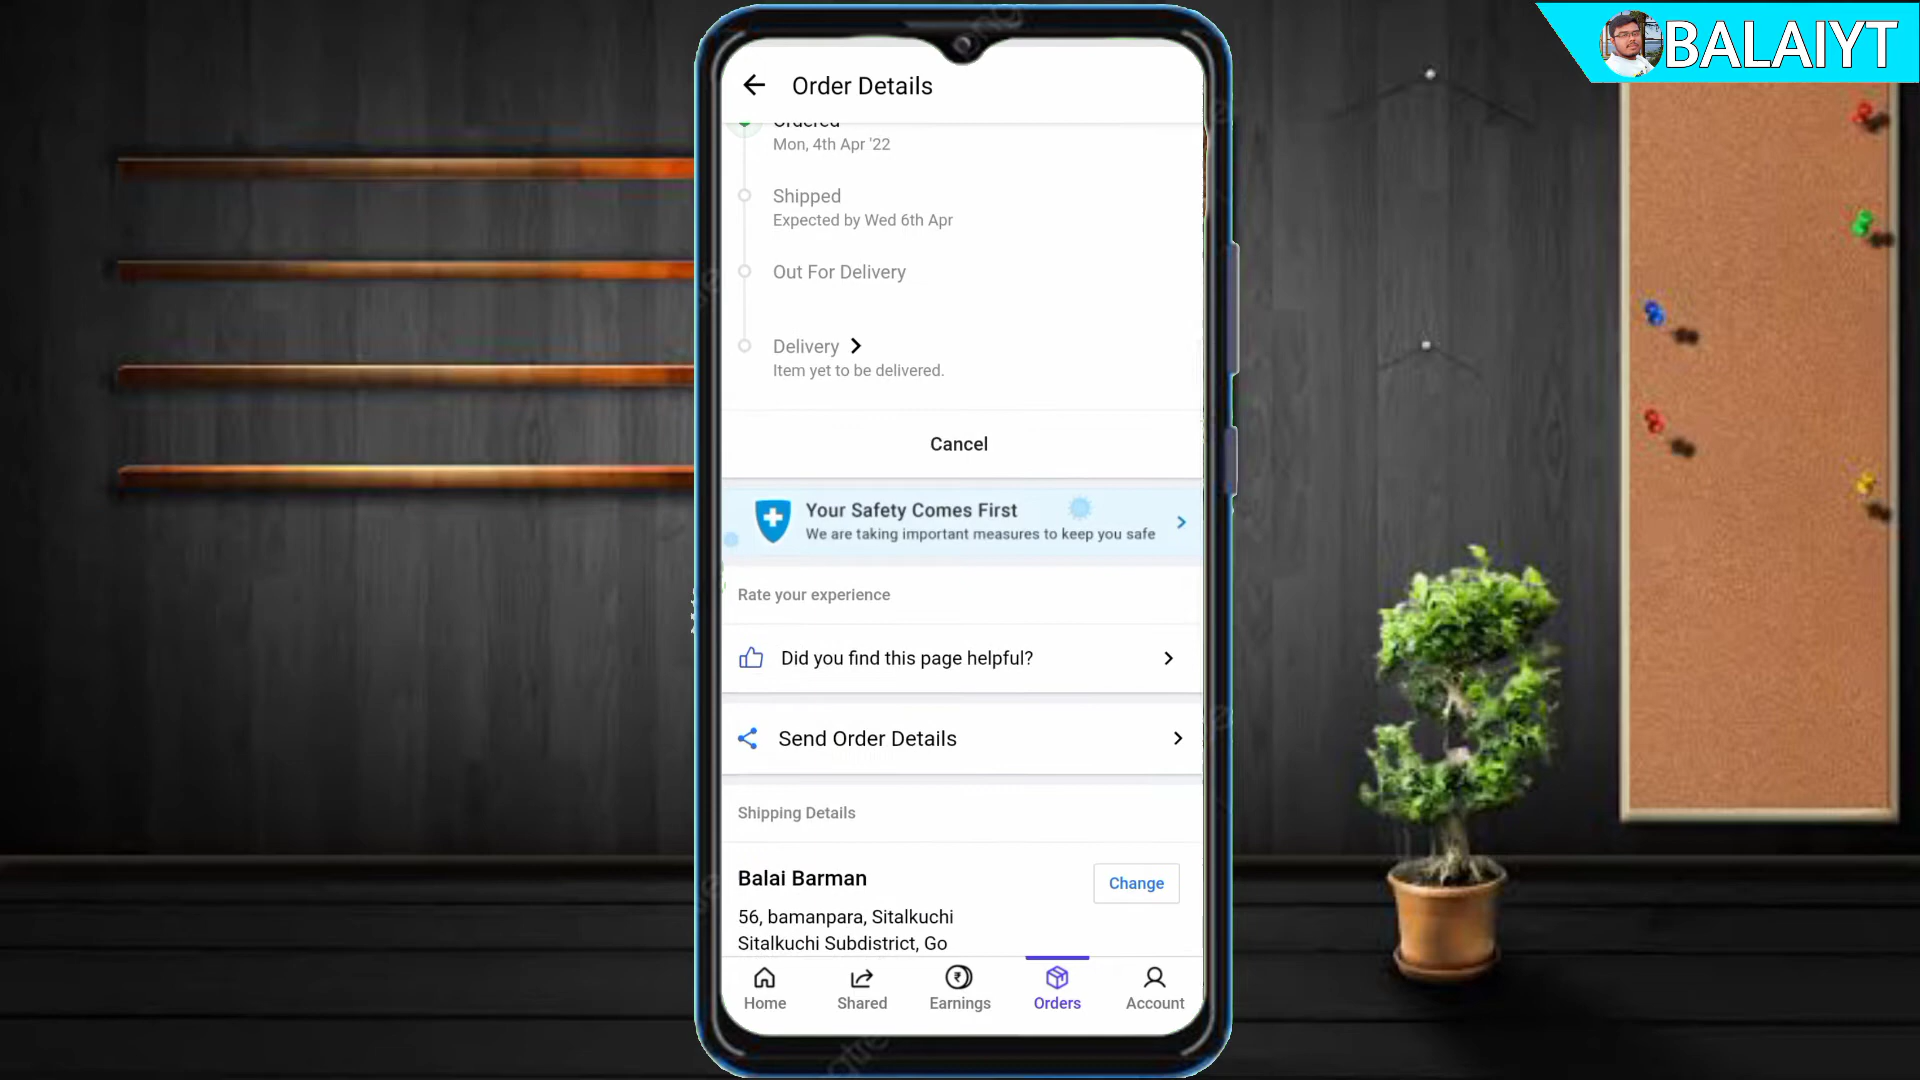 BALAIYT
Order Details
Ordered
Mon, 4th Apr '22
Shipped
Expected by Wed 6th Apr
Out For Delivery
Delivery
Item yet to be delivered.
Cancel
Your Safety Comes First
We are taking important measures to keep you safe
Rate your experience
Did you find this page helpful?
Send Order Details
Shipping Details
Balai Barman
Change
56, bamanpara, Sitalkuchi
Sitalkuchi Subdistrict, Go
Home
Shared
Earnings
Orders
Account